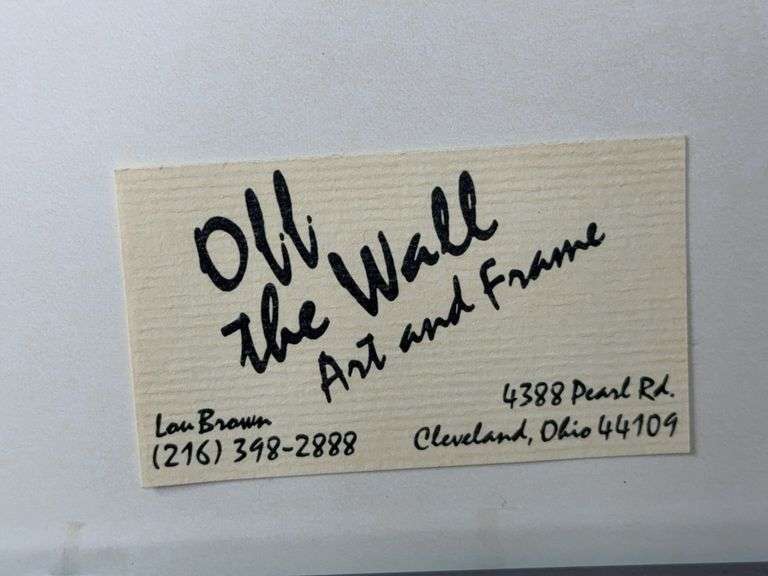 Off
the Wall
Art and Frame
Lou Brown
(216) 398-2888
4388 Pearl Rd.
Cleveland, Ohio 44109